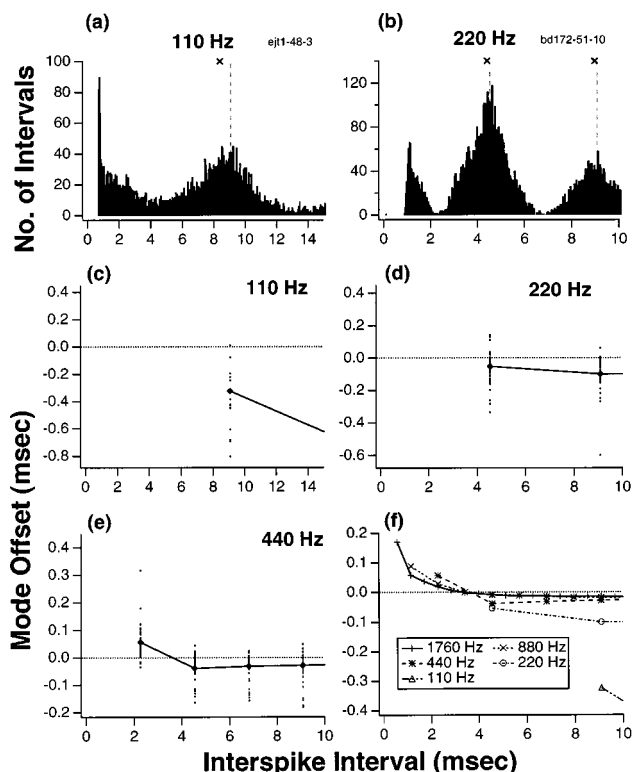 (a) 110 Hz ejt1-48-3
(b) 220 Hz bd172-51-10
× × ×
No. of Intervals
100
80
60
40
20
0
0 2 4 6 8 10 12 14
120
80
40
0
0 2 4 6 8 10
(c) 110 Hz
0.4
0.2
0.0
-0.2
-0.4
-0.6
-0.8
0 2 4 6 8 10 12 14
(d) 220 Hz
0.4
0.2
0.0
-0.2
-0.4
-0.6
0 2 4 6 8 10
Mode Offset (msec)
(e) 440 Hz
0.4
0.3
0.2
0.1
0.0
-0.1
-0.2
0 2 4 6 8 10
(f)
0.2
0.1
0.0
-0.1
-0.2
-0.3
-0.4
1760 Hz 880 Hz
440 Hz 220 Hz
110 Hz
0 2 4 6 8 10
Interspike Interval (msec)